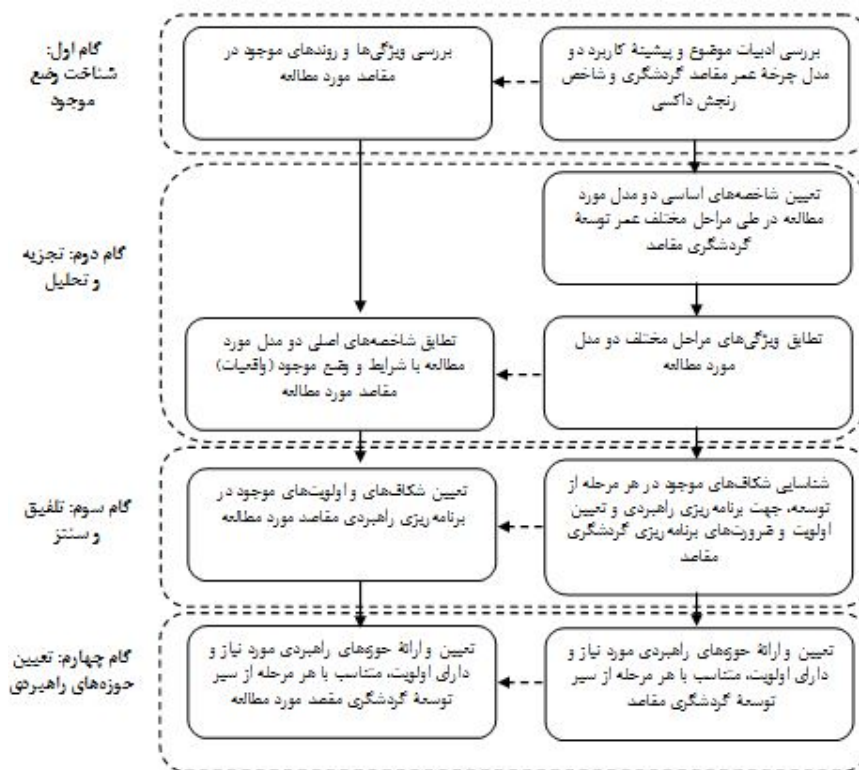 گام اول:
شناخت وضع
موجود
بررسی ادبیات موضوع و پیشینهٔ کاربرد دو
مدل چرخهٔ عمر مقاصد گردشگری و شاخص
رنجش داکسی
بررسی ویژگی‌ها و روندهای موجود در
مقاصد مورد مطالعه
گام دوم: تجزیه
و تحلیل
تعیین شاخصه‌های اساسی دو مدل مورد
مطالعه در طی مراحل مختلف عمر توسعهٔ
گردشگری مقاصد
تطابق ویژگی‌های مراحل مختلف دو مدل
مورد مطالعه
تطابق شاخصه‌های اصلی دو مدل مورد
مطالعه با شرایط و وضع موجود (واقعیات)
مقاصد مورد مطالعه
گام سوم: تلفیق
و سنتز
شناسایی شکاف‌های موجود در هر مرحله از
توسعه، جهت برنامه‌ریزی راهبردی و تعیین
اولویت و ضرورت‌های برنامه‌ریزی گردشگری
مقاصد
تعیین شکاف‌های و اولویت‌های موجود در
برنامه‌ریزی راهبردی مقاصد مورد مطالعه
گام چهارم: تعیین
حوزه‌های راهبردی
تعیین و ارائهٔ حوزه‌های راهبردی مورد نیاز و
دارای اولویت، متناسب با هر مرحله از سیر
توسعهٔ گردشگری مقاصد
تعیین و ارائهٔ حوزه‌های راهبردی مورد نیاز و
دارای اولویت، متناسب با هر مرحله از سیر
توسعهٔ گردشگری مقصد مورد مطالعه